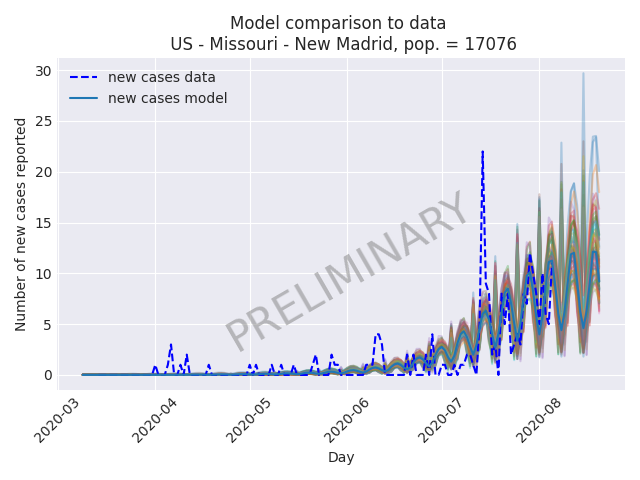 Model comparison to data
US - Missouri - New Madrid, pop. = 17076
new cases data
new cases model
Number of new cases reported
30
25
20
15
10
5
0
PRELIMINARY
2020-03
2020-04
2020-05
2020-06
2020-07
2020-08
Day